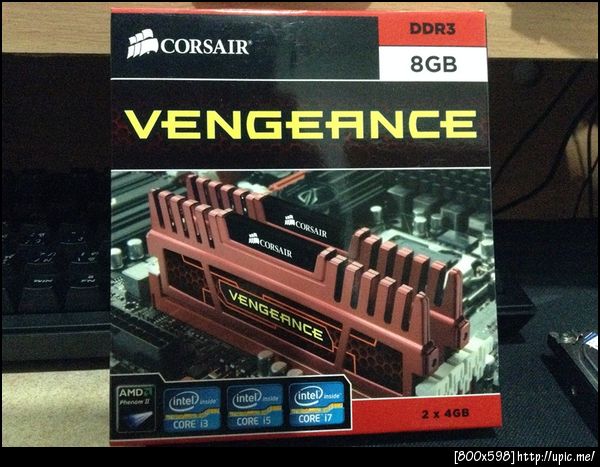 CORSAIR
DDR3
8GB
VENGEANCE
CORSAIR
CORSAIR
VENGEANCE
AMD
Phenom II
intel inside
CORE i3
intel inside
CORE i5
intel inside
CORE i7
2 x 4GB
[800x598]http://upic.me/